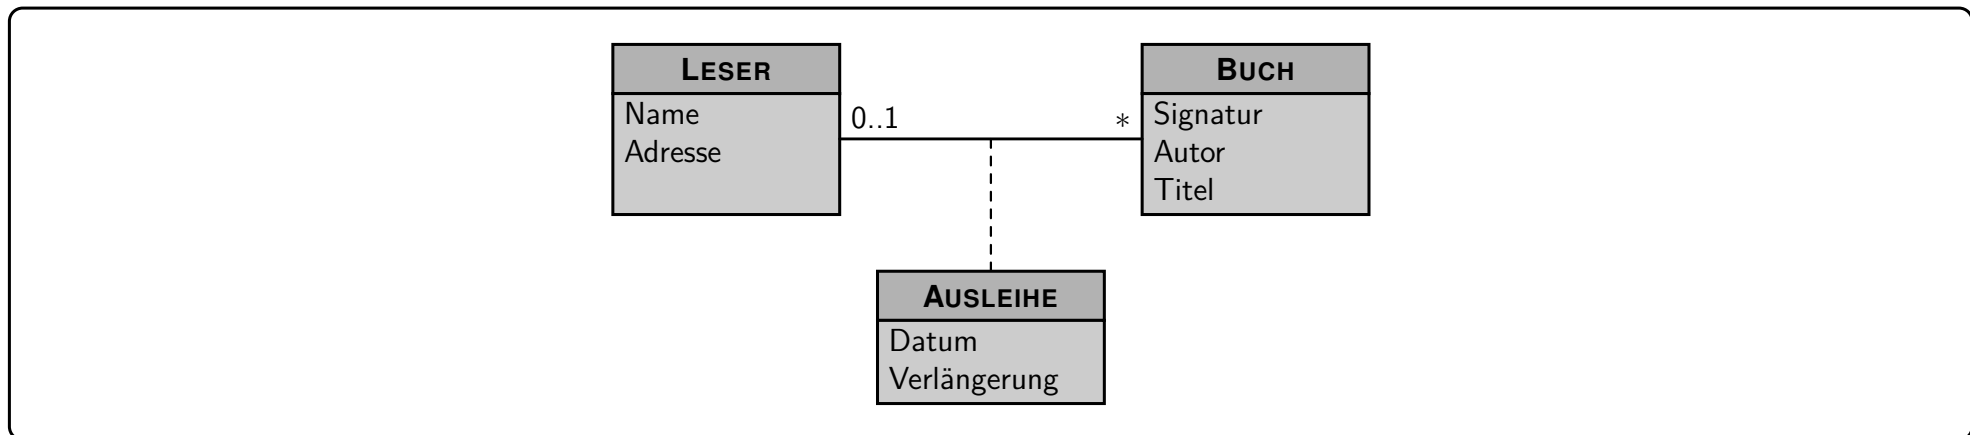 LESER
Name
Adresse
0..1
*
BUCH
Signatur
Autor
Titel
AUSLEIHE
Datum
Verlängerung